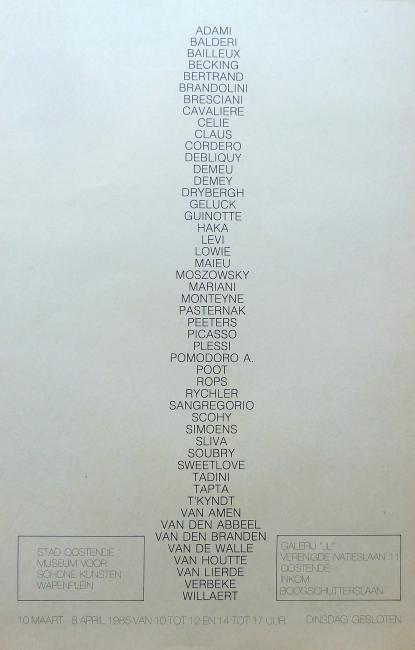 ADAMI
BALDERI
BAILLEUX
BECKING
BERTRAND
BRANDOLINI
BRESCIANI
CAVALIERE
CELIE
CLAUS
CORDERO
DEBLIQUY
DEMEU
DEMEY
DRYBERGH
GELUCK
GUINOTTE
HAKA
LEVI
LOWIE
MAIEU
MOSZOWSKY
MARIANI
MONTEYNE
PASTERNAK
PEETERS
PICASSO
PLESSI
POMODORO A.
POOT
ROPS
RYCHLER
SANGREGORIO
SCOHY
SIMOENS
SLIVA
SOUBRY
SWEETLOVE
TADINI
TAPTA
T'KYNDT
VAN AMEN
VAN DEN ABBEEL
VAN DEN BRANDEN
VAN DE WALLE
VAN HOUTTE
VAN LIERDE
VERBEKE
WILLAERT
STAD OOSTENDE
MUSEUM VOOR
SCHONE KUNSTEN
WAPENPLEIN
GALERIJ "JL"
VERENIGDE NATIESLAAN 11
OOSTENDE
INKOM
BOOGSCHUTTERSLAAN
10 MAART - 8 APRIL 1985 VAN 10 TOT 12 EN 14 TOT 17 UUR. DINSDAG GESLOTEN